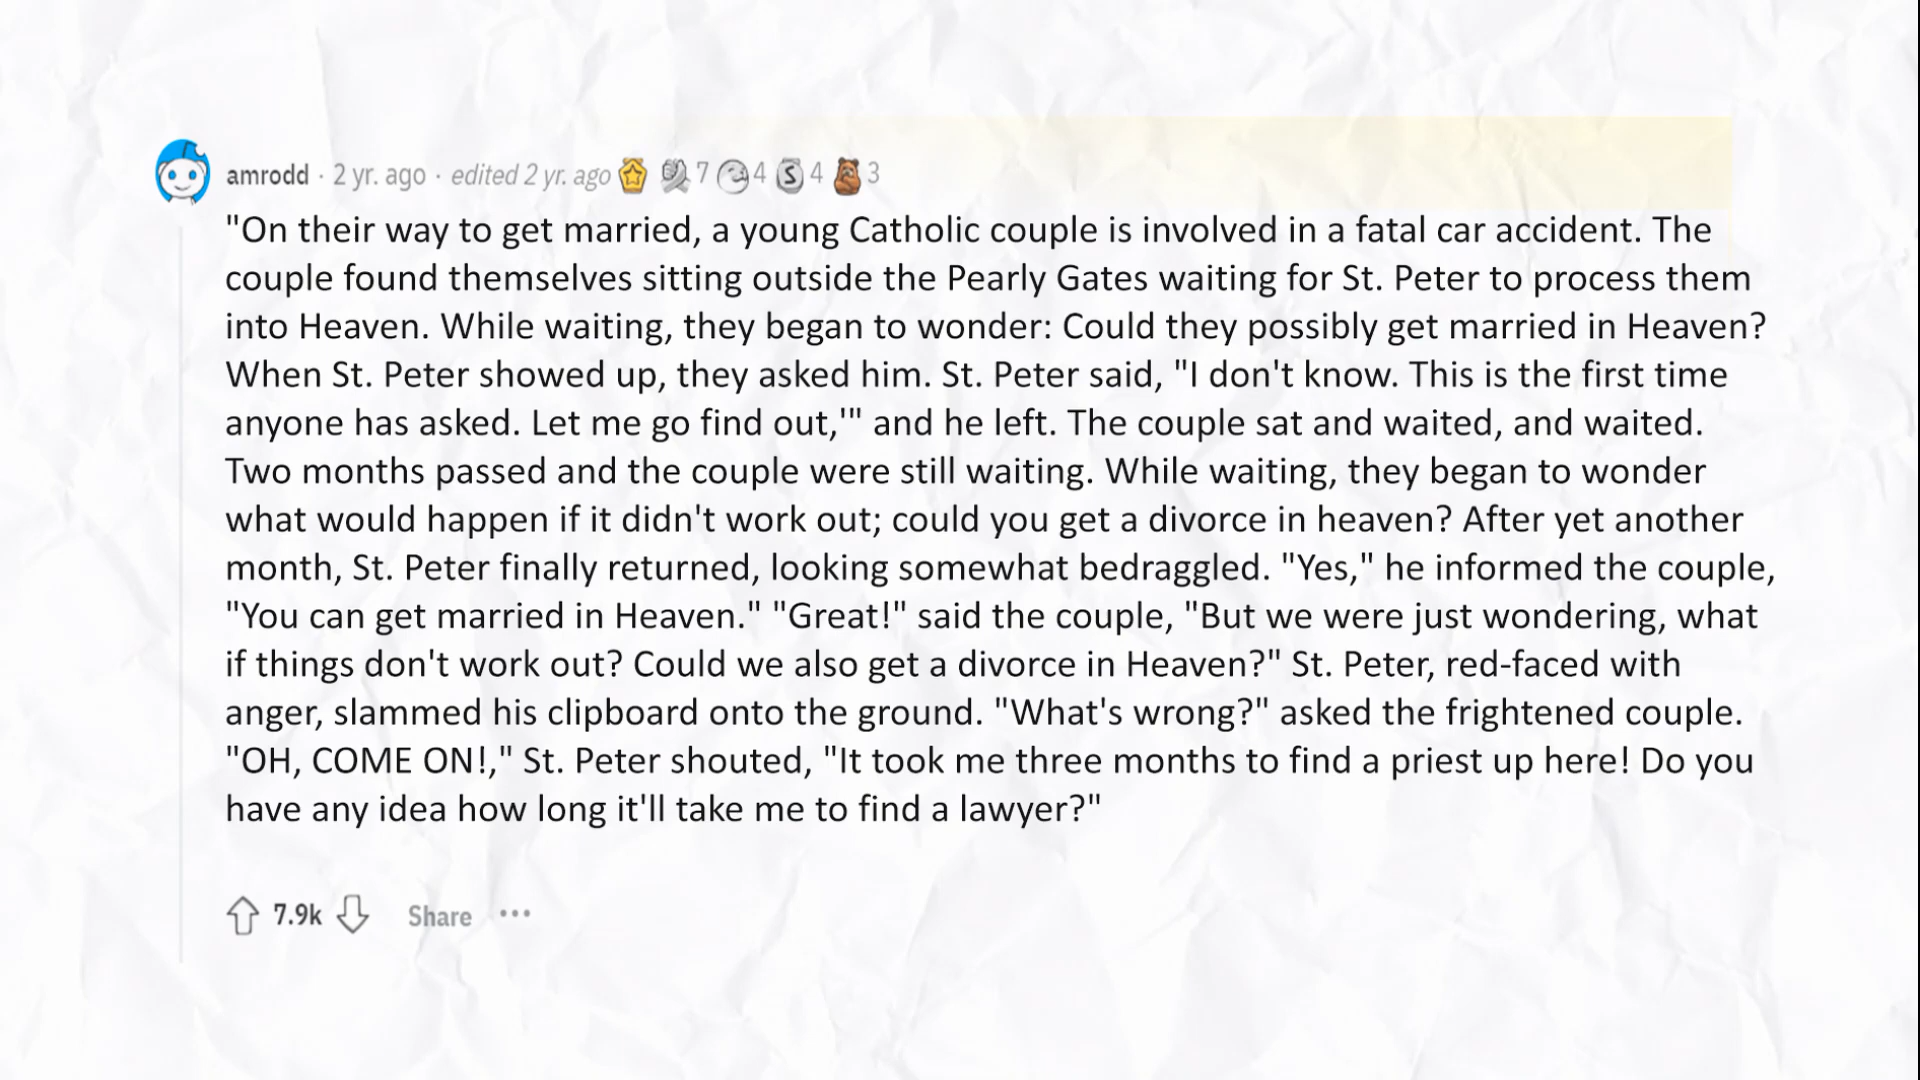 amrodd · 2 yr. ago · edited 2 yr. ago 7 4 S 4 3
"On their way to get married, a young Catholic couple is involved in a fatal car accident. The
couple found themselves sitting outside the Pearly Gates waiting for St. Peter to process them
into Heaven. While waiting, they began to wonder: Could they possibly get married in Heaven?
When St. Peter showed up, they asked him. St. Peter said, "I don't know. This is the first time
anyone has asked. Let me go find out,'" and he left. The couple sat and waited, and waited.
Two months passed and the couple were still waiting. While waiting, they began to wonder
what would happen if it didn't work out; could you get a divorce in heaven? After yet another
month, St. Peter finally returned, looking somewhat bedraggled. "Yes," he informed the couple,
"You can get married in Heaven." "Great!" said the couple, "But we were just wondering, what
if things don't work out? Could we also get a divorce in Heaven?" St. Peter, red-faced with
anger, slammed his clipboard onto the ground. "What's wrong?" asked the frightened couple.
"OH, COME ON!," St. Peter shouted, "It took me three months to find a priest up here! Do you
have any idea how long it'll take me to find a lawyer?"
7.9k Share ...